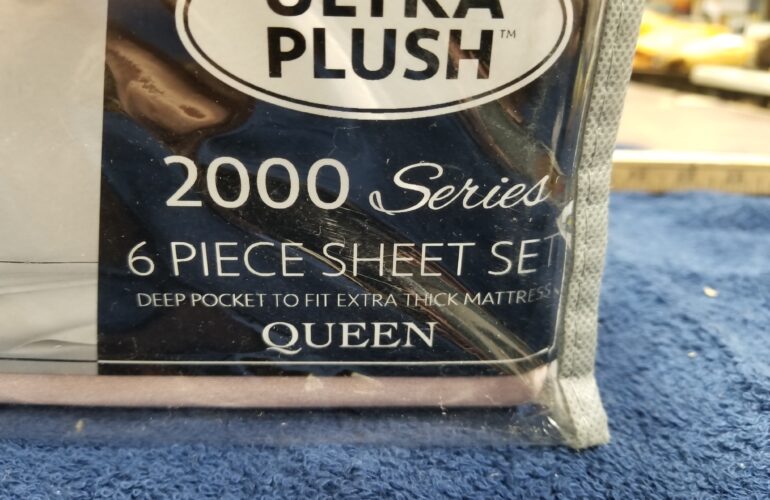 ULTRA
PLUSH™
2000 Series
6 PIECE SHEET SET
DEEP POCKET TO FIT EXTRA THICK MATTRESS
QUEEN